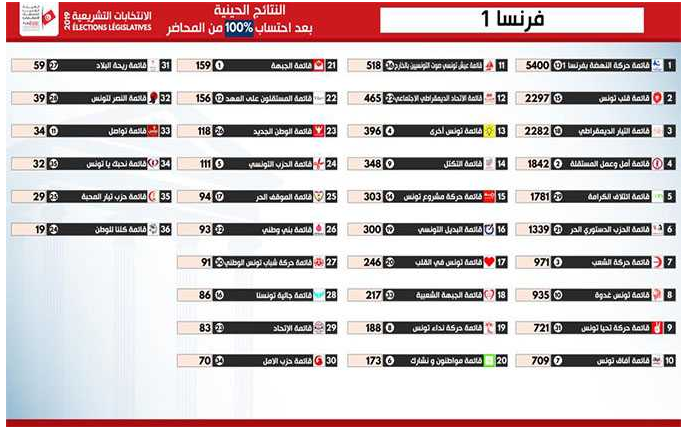 فرنسا 1
النتائج الحينية
بعد احتساب 100% من المحاضر
الانتخابات التشريعية
ÉLECTIONS LÉGISLATIVES
2019
1 قائمة حركة النهضة بفرنسا 1 5400
2 قائمة قلب تونس 2297
3 قائمة التيار الديمقراطي 2282
4 قائمة أمل وعمل المستقلة 1842
5 قائمة ائتلاف الكرامة 1781
6 قائمة الحزب الدستوري الحر 1339
7 قائمة حركة الشعب 971
8 قائمة تونس غدوة 935
9 قائمة حركة تحيا تونس 721
10 قائمة آفاق تونس 709
11 قائمة عيش تونسي صوت التونسيين بالخارج 518
12 قائمة الاتحاد الديمقراطي الاجتماعي 465
13 قائمة تونس أخرى 396
14 قائمة التكتل 348
15 قائمة حركة مشروع تونس 303
16 قائمة البديل التونسي 300
17 قائمة تونس في القلب 246
18 قائمة الجبهة الشعبية 217
19 قائمة حركة نداء تونس 188
20 قائمة مواطنون و نشارك 173
21 قائمة الجبهة 159
22 قائمة المستقلون على العهد 156
23 قائمة الوطن الجديد 118
24 قائمة الحزب التونسي 111
25 قائمة الموقف الحر 94
26 قائمة بني وطني 93
27 قائمة حركة شباب تونس الوطني 91
28 قائمة جالية تونسنا 86
29 قائمة الإتحاد 83
30 قائمة حزب الامل 70
31 قائمة ريحة البلاد 59
32 قائمة النصر لتونس 39
33 قائمة تواصل 34
34 قائمة نحبك يا تونس 32
35 قائمة حزب تيار المحبة 29
36 قائمة كلنا للوطن 19